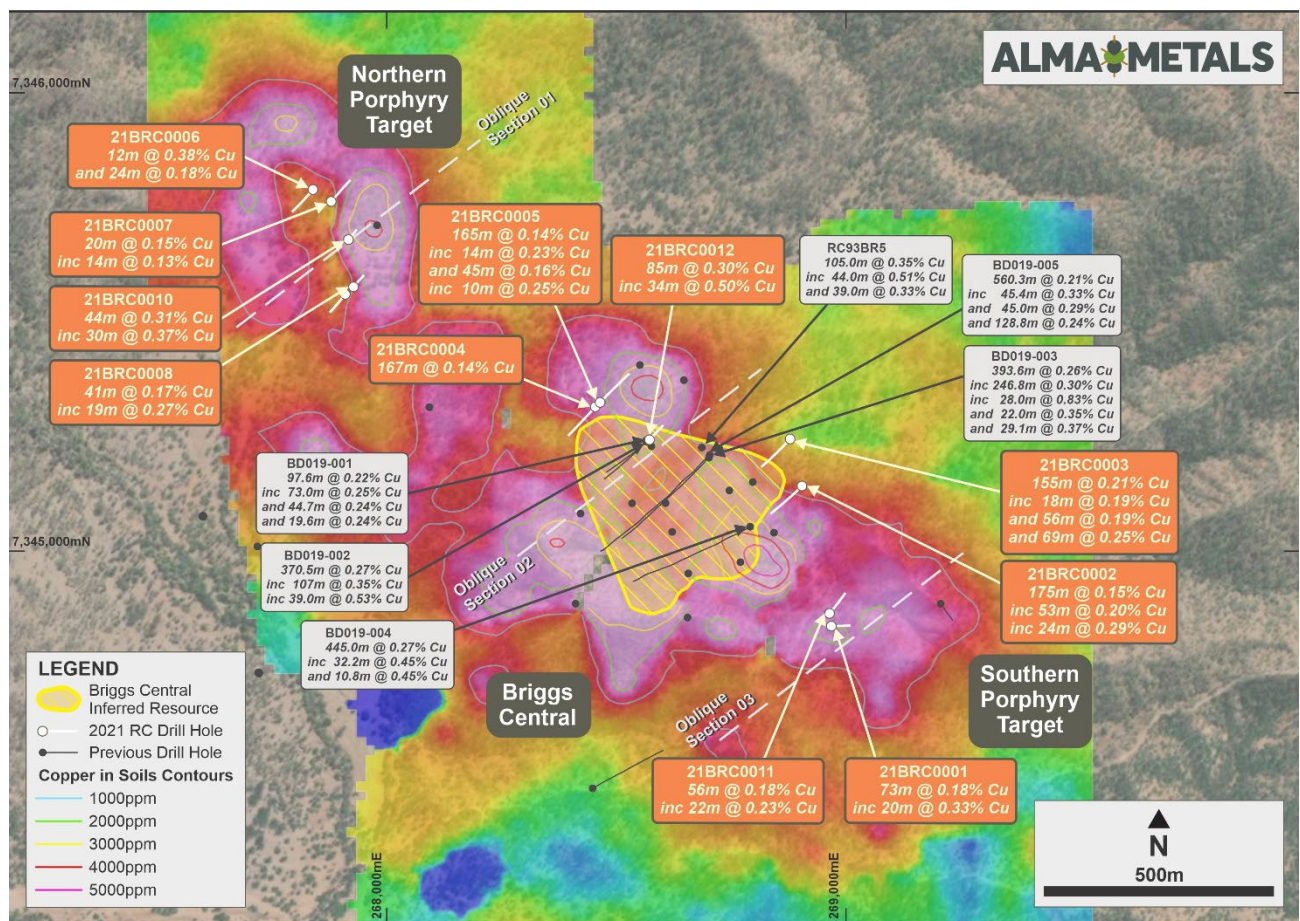 ALMA METALS
7,346,000mN
Northern
Porphyry
Target
Oblique
Section 01
21BRC0006
12m @ 0.38% Cu
and 24m @ 0.18% Cu
21BRC0007
20m @ 0.15% Cu
inc 14m @ 0.13% Cu
21BRC0010
44m @ 0.31% Cu
inc 30m @ 0.37% Cu
21BRC0008
41m @ 0.17% Cu
inc 19m @ 0.27% Cu
21BRC0005
165m @ 0.14% Cu
inc 14m @ 0.23% Cu
and 45m @ 0.16% Cu
inc 10m @ 0.25% Cu
21BRC0004
167m @ 0.14% Cu
21BRC0012
85m @ 0.30% Cu
inc 34m @ 0.50% Cu
RC93BR5
105.0m @ 0.35% Cu
inc 44.0m @ 0.51% Cu
and 39.0m @ 0.33% Cu
BD019-005
560.3m @ 0.21% Cu
inc 45.4m @ 0.33% Cu
and 45.0m @ 0.29% Cu
and 128.8m @ 0.24% Cu
BD019-003
393.6m @ 0.26% Cu
inc 246.8m @ 0.30% Cu
inc 28.0m @ 0.83% Cu
and 22.0m @ 0.35% Cu
and 29.1m @ 0.37% Cu
BD019-001
97.6m @ 0.22% Cu
inc 73.0m @ 0.25% Cu
and 44.7m @ 0.24% Cu
and 19.6m @ 0.24% Cu
21BRC0003
155m @ 0.21% Cu
inc 18m @ 0.19% Cu
and 56m @ 0.19% Cu
and 69m @ 0.25% Cu
7,345,000mN
BD019-002
370.5m @ 0.27% Cu
inc 107m @ 0.35% Cu
inc 39.0m @ 0.53% Cu
Oblique
Section 02
21BRC0002
175m @ 0.15% Cu
inc 53m @ 0.20% Cu
inc 24m @ 0.29% Cu
BD019-004
445.0m @ 0.27% Cu
inc 32.2m @ 0.45% Cu
and 10.8m @ 0.45% Cu
Briggs
Central
Oblique
Section 03
Southern
Porphyry
Target
21BRC0011
56m @ 0.18% Cu
inc 22m @ 0.23% Cu
21BRC0001
73m @ 0.18% Cu
inc 20m @ 0.33% Cu
LEGEND
Briggs Central
Inferred Resource
2021 RC Drill Hole
Previous Drill Hole
Copper in Soils Contours
1000ppm
2000ppm
3000ppm
4000ppm
5000ppm
268,000mE
269,000mE
N
500m